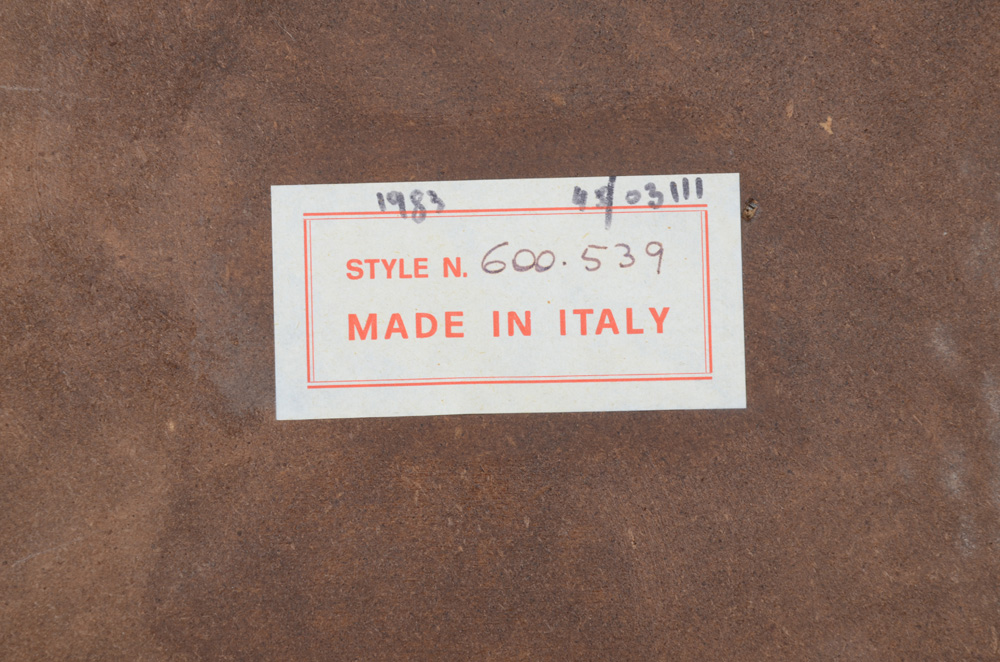 1983
STYLE N. 600.539
MADE IN ITALY